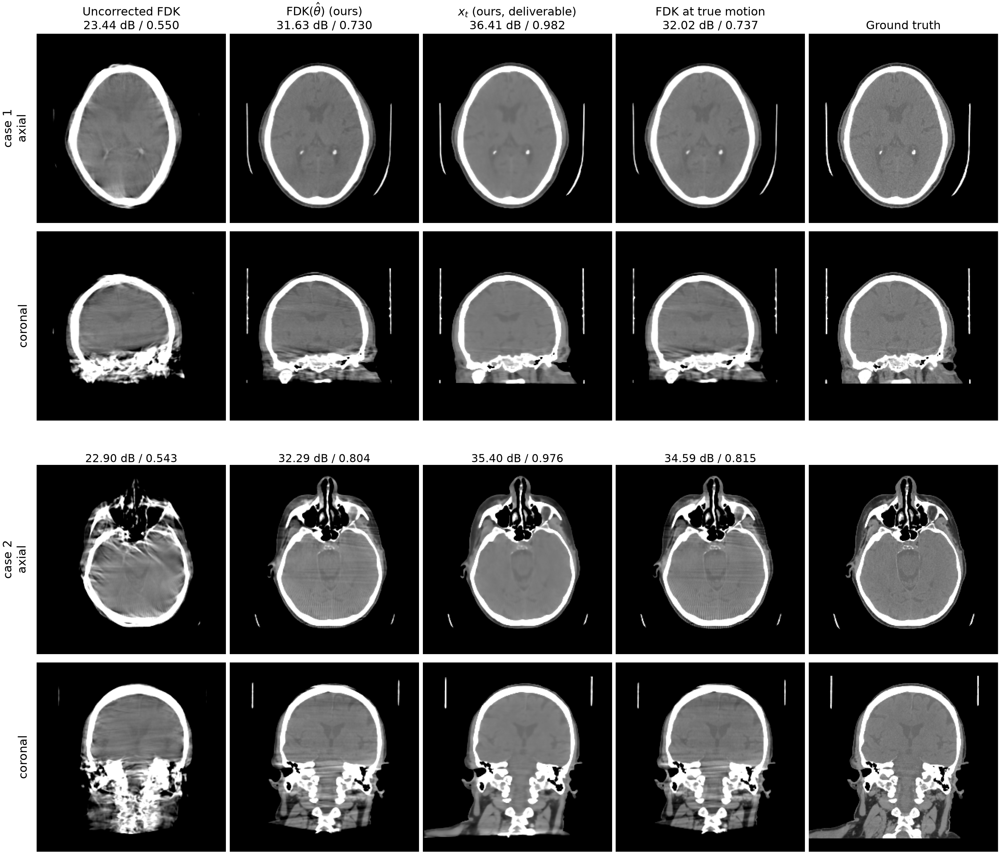 Uncorrected FDK
23.44 dB / 0.550
FDK(θ̂) (ours)
31.63 dB / 0.730
xₜ (ours, deliverable)
36.41 dB / 0.982
FDK at true motion
32.02 dB / 0.737
Ground truth
case 1
axial
coronal
22.90 dB / 0.543
32.29 dB / 0.804
35.40 dB / 0.976
34.59 dB / 0.815
case 2
axial
coronal